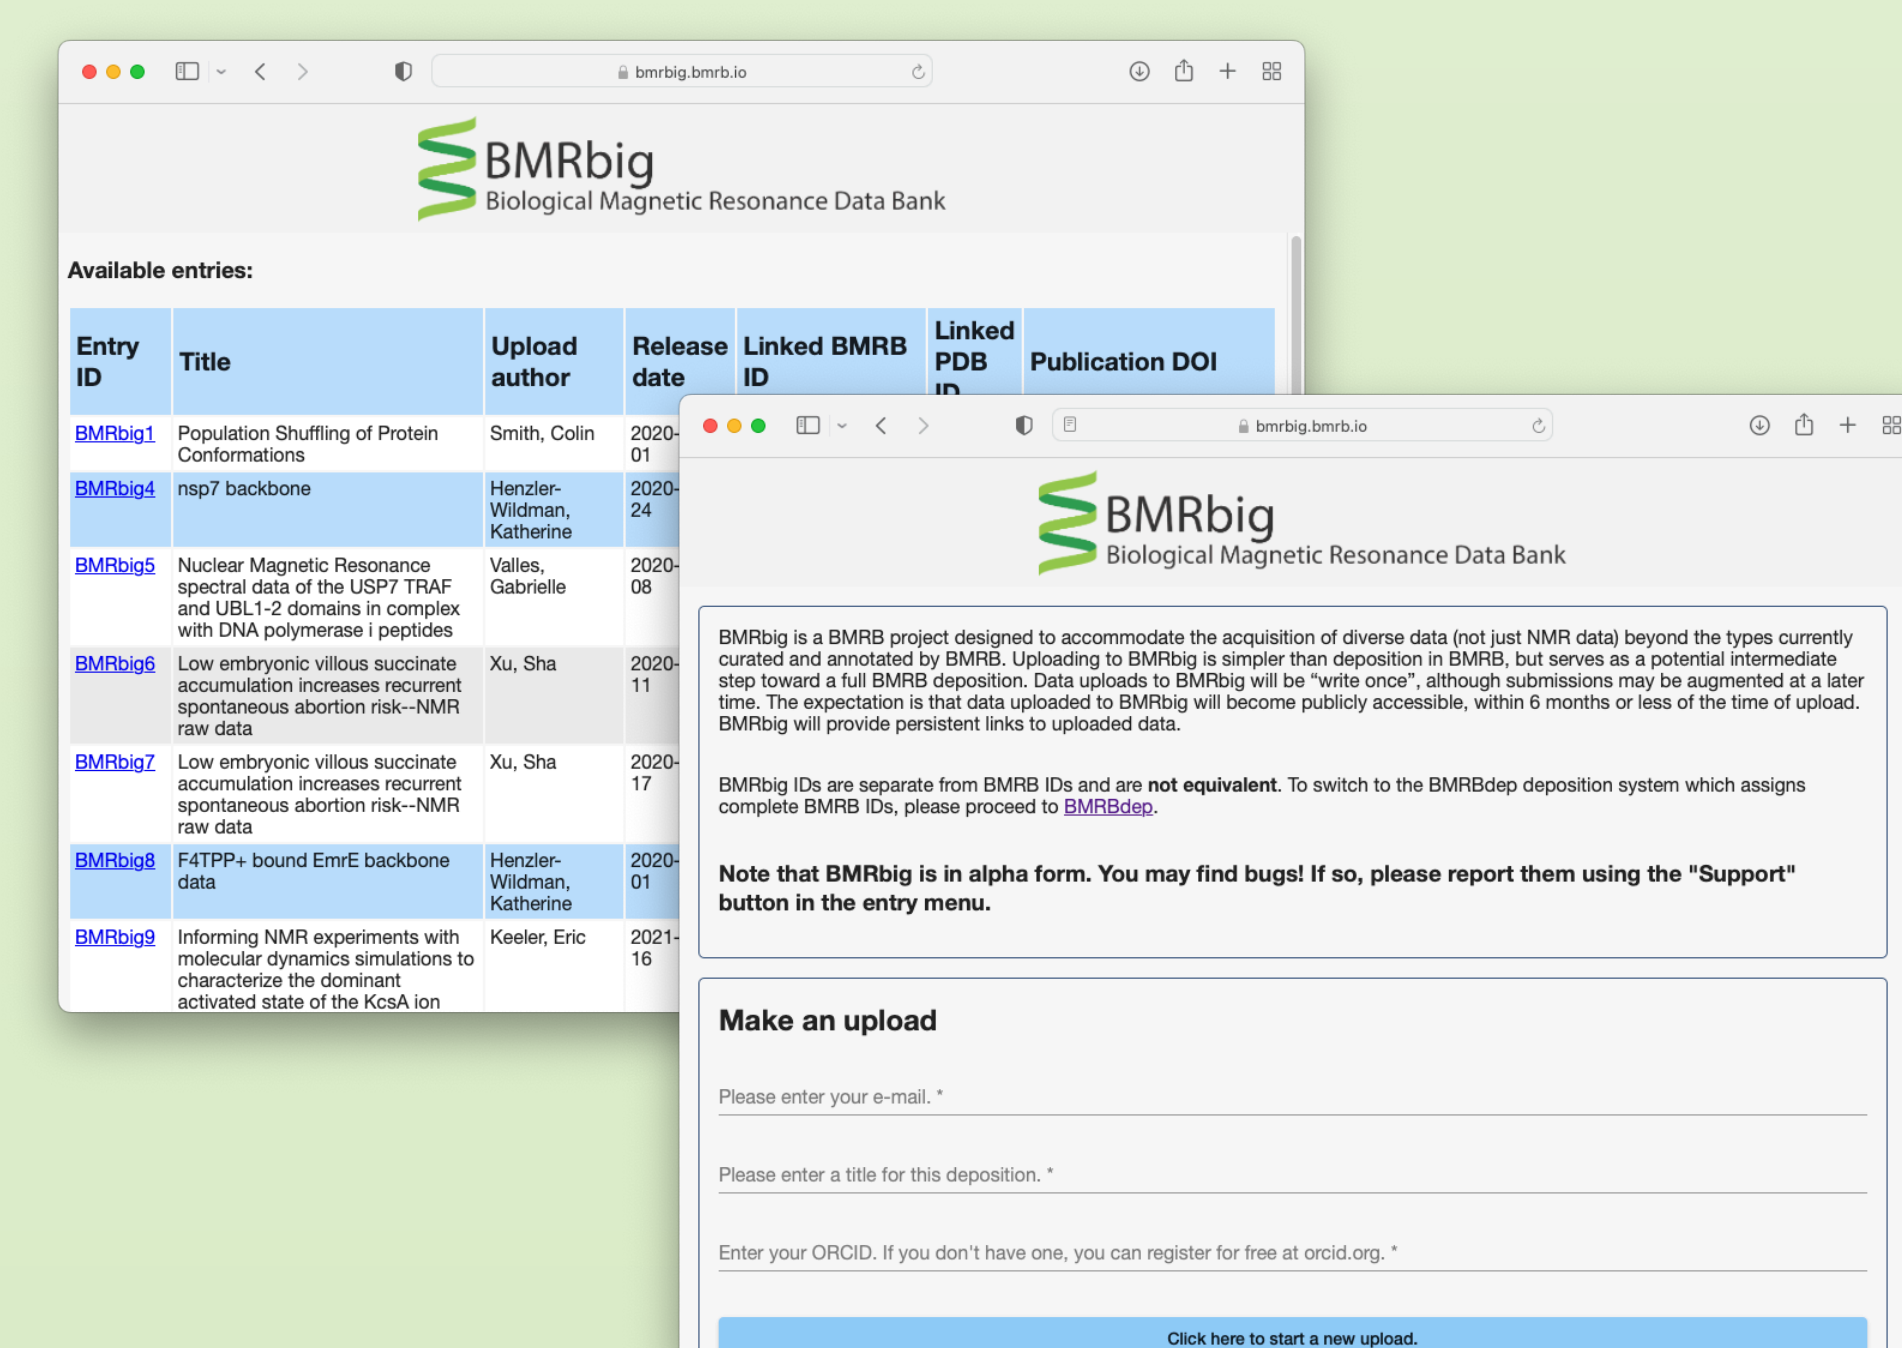 bmrbig.bmrb.io
BMRbig
Biological Magnetic Resonance Data Bank
Available entries:
Entry ID
Title
Upload author
Release date
Linked BMRB ID
Linked PDB ID
Publication DOI
BMRbig1
Population Shuffling of Protein
Conformations
Smith, Colin
2020-
01
BMRbig4
nsp7 backbone
Henzler-
Wildman,
Katherine
2020-
24
BMRbig5
Nuclear Magnetic Resonance
spectral data of the USP7 TRAF
and UBL1-2 domains in complex
with DNA polymerase i peptides
Valles,
Gabrielle
2020-
08
BMRbig6
Low embryonic villous succinate
accumulation increases recurrent
spontaneous abortion risk--NMR
raw data
Xu, Sha
2020-
11
BMRbig7
Low embryonic villous succinate
accumulation increases recurrent
spontaneous abortion risk--NMR
raw data
Xu, Sha
2020-
17
BMRbig8
F4TPP+ bound EmrE backbone
data
Henzler-
Wildman,
Katherine
2020-
01
BMRbig9
Informing NMR experiments with
molecular dynamics simulations to
characterize the dominant
activated state of the KcsA ion
Keeler, Eric
2021-
16
bmrbig.bmrb.io
BMRbig
Biological Magnetic Resonance Data Bank
BMRbig is a BMRB project designed to accommodate the acquisition of diverse data (not just NMR data) beyond the types currently
curated and annotated by BMRB. Uploading to BMRbig is simpler than deposition in BMRB, but serves as a potential intermediate
step toward a full BMRB deposition. Data uploads to BMRbig will be “write once”, although submissions may be augmented at a later
time. The expectation is that data uploaded to BMRbig will become publicly accessible, within 6 months or less of the time of upload.
BMRbig will provide persistent links to uploaded data.
BMRbig IDs are separate from BMRB IDs and are not equivalent. To switch to the BMRBdep deposition system which assigns
complete BMRB IDs, please proceed to BMRBdep.
Note that BMRbig is in alpha form. You may find bugs! If so, please report them using the "Support"
button in the entry menu.
Make an upload
Please enter your e-mail. *
Please enter a title for this deposition. *
Enter your ORCID. If you don't have one, you can register for free at orcid.org. *
Click here to start a new upload.